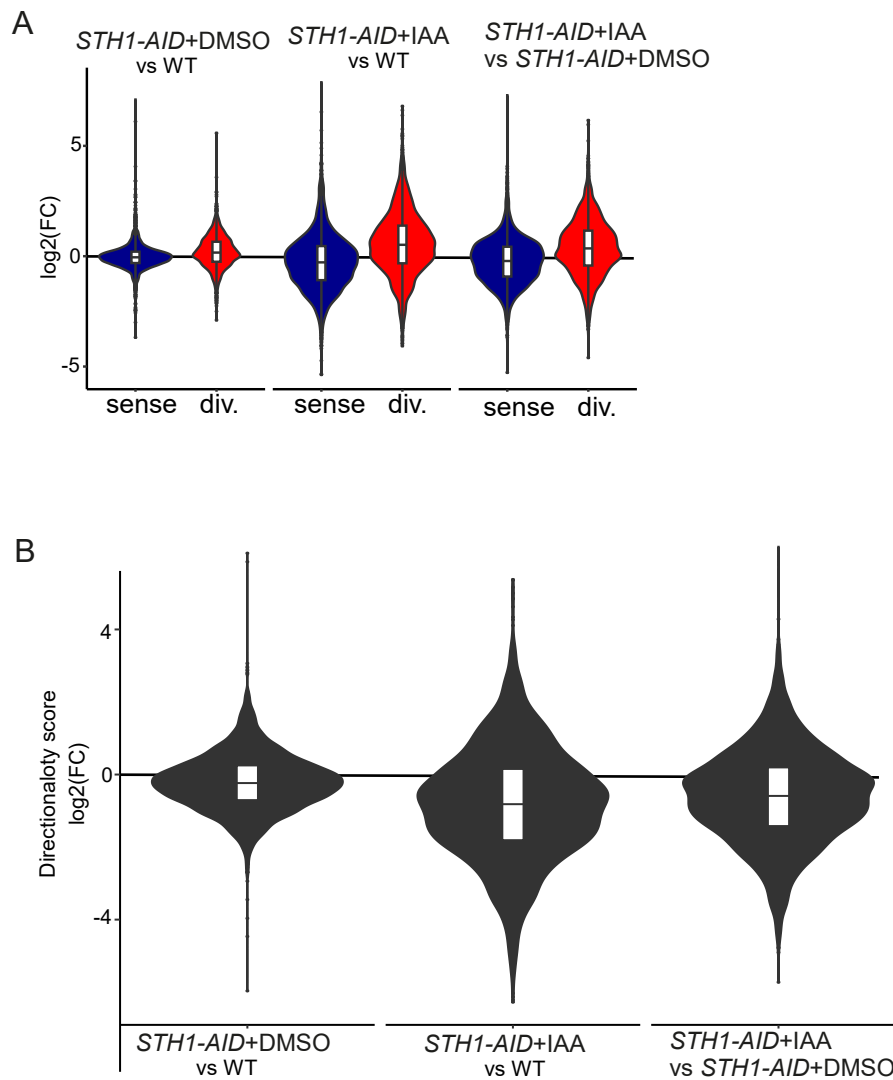 A
STH1-AID+DMSO
vs WT
STH1-AID+IAA
vs WT
STH1-AID+IAA
vs STH1-AID+DMSO
log2(FC)
5
0
-5
sense div.
sense div.
sense div.
B
Directionaloty score
log2(FC)
4
0
-4
STH1-AID+DMSO
vs WT
STH1-AID+IAA
vs WT
STH1-AID+IAA
vs STH1-AID+DMSO